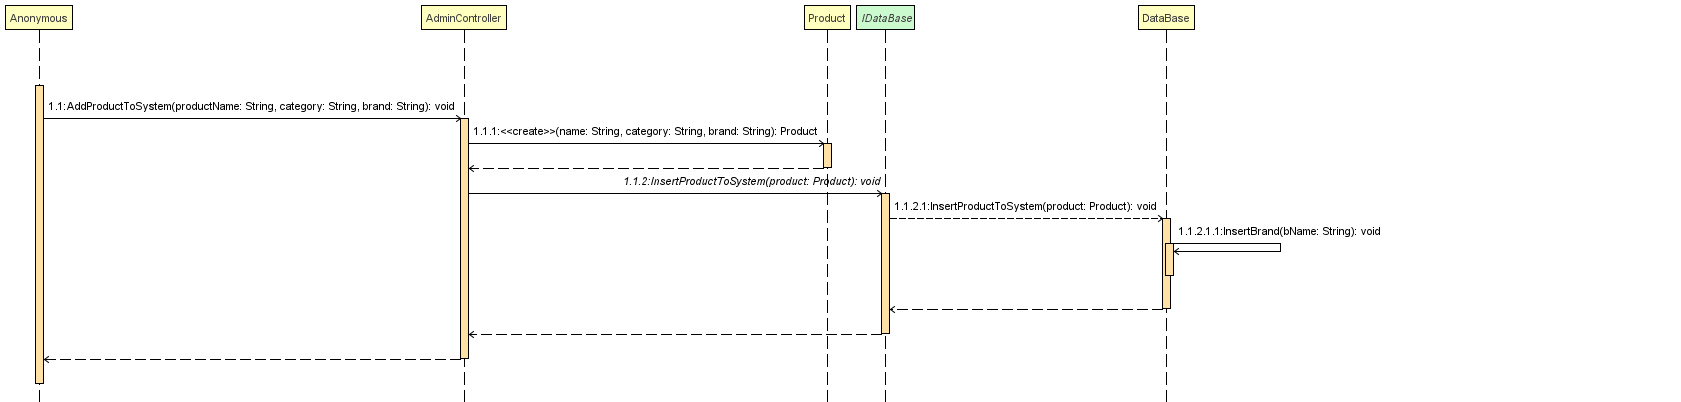 Anonymous
AdminController
Product
IDataBase
DataBase
1.1:AddProductToSystem(productName: String, category: String, brand: String): void
1.1.1:<<create>>(name: String, category: String, brand: String): Product
1.1.2:InsertProductToSystem(product: Product): void
1.1.2.1:InsertProductToSystem(product: Product): void
1.1.2.1.1:InsertBrand(bName: String): void